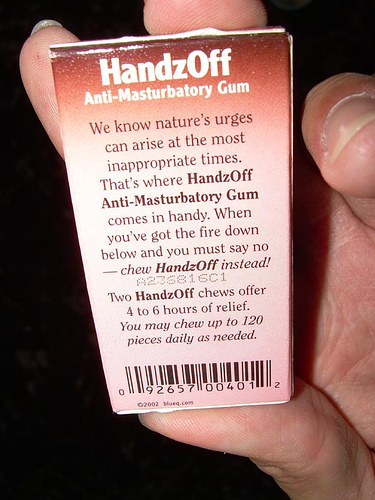 HandzOff
Anti-Masturbatory Gum
We know nature's urges
can arise at the most
inappropriate times.
That's where HandzOff
Anti-Masturbatory Gum
comes in handy. When
you've got the fire down
below and you must say no
— chew HandzOff instead!
A236816C1
Two HandzOff chews offer
4 to 6 hours of relief.
You may chew up to 120
pieces daily as needed.
0 92657 00401 2
©2002 blueq.com